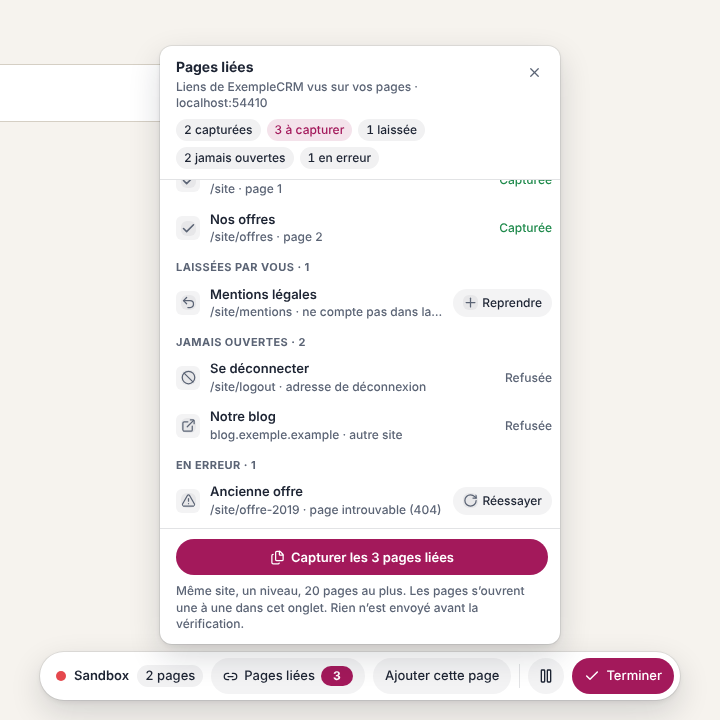 Pages liées
Liens de ExempleCRM vus sur vos pages ·
localhost:54410
2 capturées 3 à capturer 1 laissée
2 jamais ouvertes 1 en erreur
/site · page 1 Capturée
Nos offres
/site/offres · page 2 Capturée
LAISSÉES PAR VOUS · 1
Mentions légales
/site/mentions · ne compte pas dans la… Reprendre
JAMAIS OUVERTES · 2
Se déconnecter
/site/logout · adresse de déconnexion Refusée
Notre blog
blog.exemple.example · autre site Refusée
EN ERREUR · 1
Ancienne offre
/site/offre-2019 · page introuvable (404) Réessayer
Capturer les 3 pages liées
Même site, un niveau, 20 pages au plus. Les pages s’ouvrent
une à une dans cet onglet. Rien n’est envoyé avant la
vérification.
Sandbox 2 pages Pages liées 3 Ajouter cette page Terminer